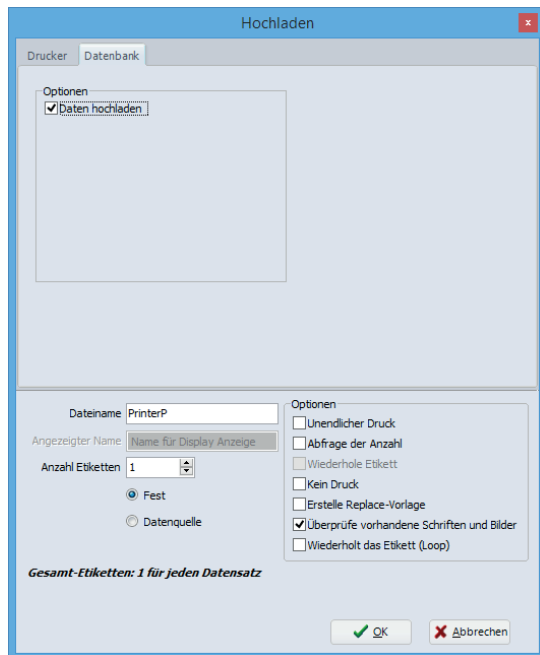 Hochladen
Drucker
Datenbank
Optionen
Daten hochladen
Dateiname PrinterP
Angezeigter Name Name für Display Anzeige
Anzahl Etiketten 1
Fest
Datenquelle
Gesamt-Etiketten: 1 für jeden Datensatz
Optionen
Unendlicher Druck
Abfrage der Anzahl
Wiederhole Etikett
Kein Druck
Erstelle Replace-Vorlage
Überprüfe vorhandene Schriften und Bilder
Wiederholt das Etikett (Loop)
OK
Abbrechen